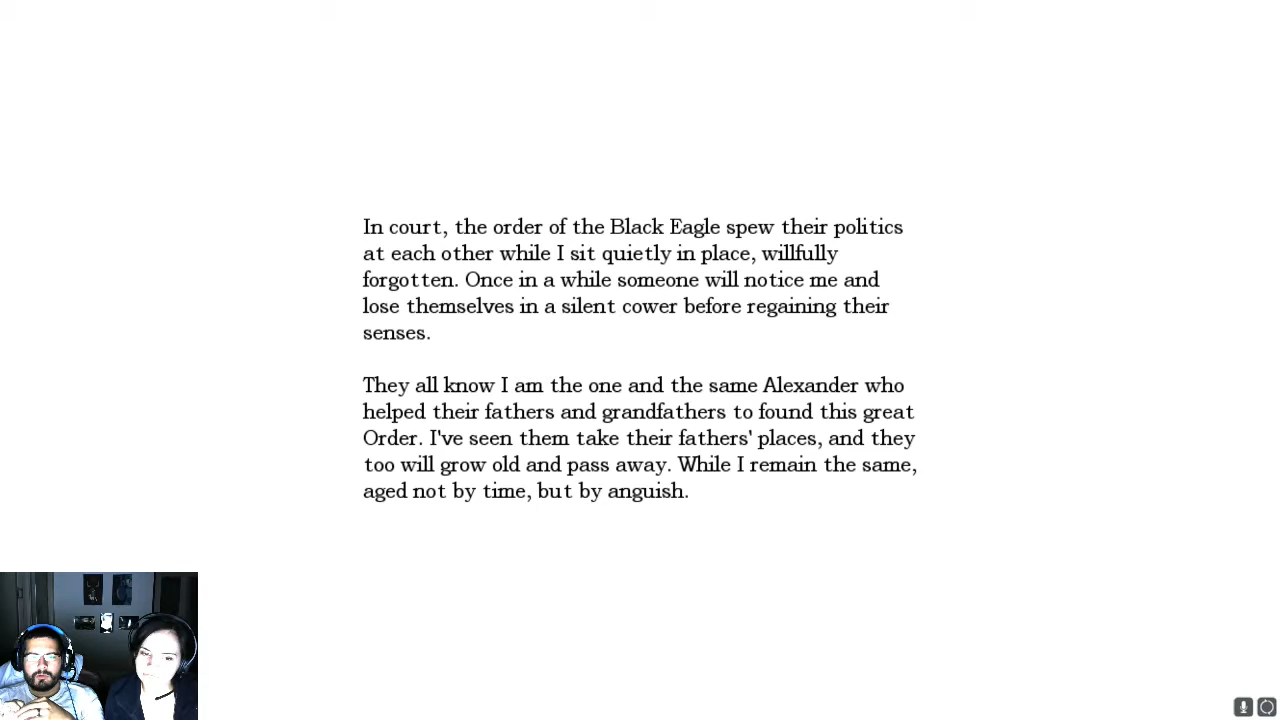 In court, the order of the Black Eagle spew their politics
at each other while I sit quietly in place, willfully
forgotten. Once in a while someone will notice me and
lose themselves in a silent cower before regaining their
senses.
They all know I am the one and the same Alexander who
helped their fathers and grandfathers to found this great
Order. I've seen them take their fathers' places, and they
too will grow old and pass away. While I remain the same,
aged not by time, but by anguish.